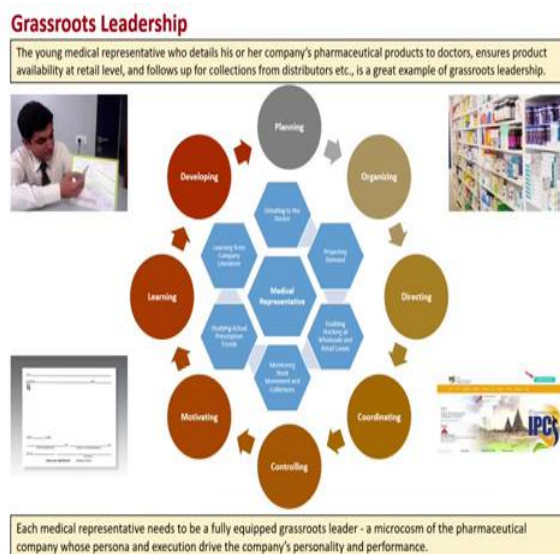 Grassroots Leadership
The young medical representative who details his or her company's pharmaceutical products to doctors, ensures product
availability at retail level, and follows up for collections from distributors etc., is a great example of grassroots leadership.
Planning
Organizing
Directing
Coordinating
Controlling
Motivating
Learning
Developing
Detailing to the
Doctor
Projecting
Demand
Enabling
Stocking at
Wholesale and
Retail Levels
Monitoring
Stock
Movement and
Collections
Studying Actual
Prescription
Trends
Learning from
Company
Literature
Medical
Representative
IPC
Each medical representative needs to be a fully equipped grassroots leader - a microcosm of the pharmaceutical
company whose persona and execution drive the company's personality and performance.